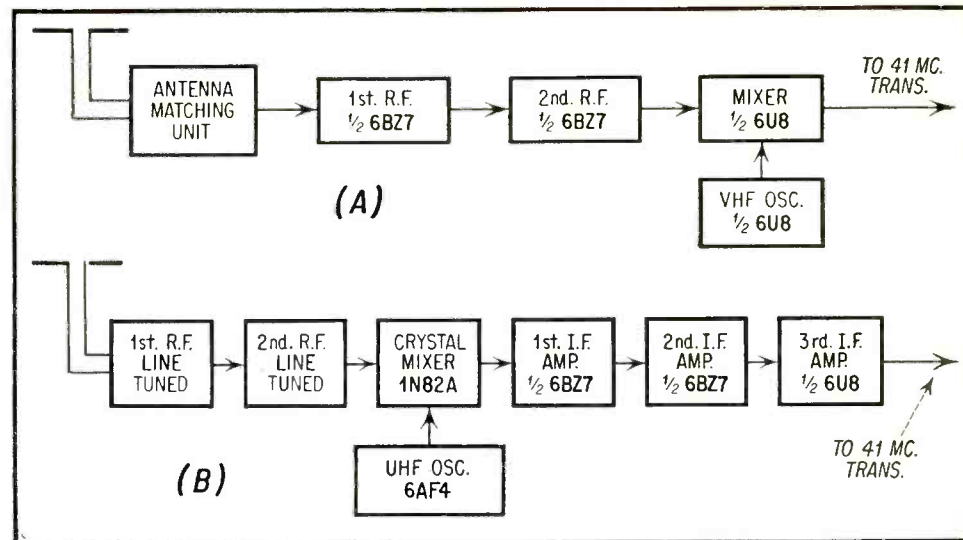 ANTENNA
MATCHING
UNIT
1st. R.F.
½ 6BZ7
2nd. R.F.
½ 6BZ7
MIXER
½ 6U8
TO 41 MC.
TRANS.
VHF OSC.
½ 6U8
(A)
1st. R.F.
LINE
TUNED
2nd. R.F.
LINE
TUNED
CRYSTAL
MIXER
1N82A
1st. I.F.
AMP.
½ 6BZ7
2nd. I.F.
AMP.
½ 6BZ7
3rd. I.F.
AMP.
½ 6U8
UHF OSC.
6AF4
TO 41 MC.
TRANS.
(B)